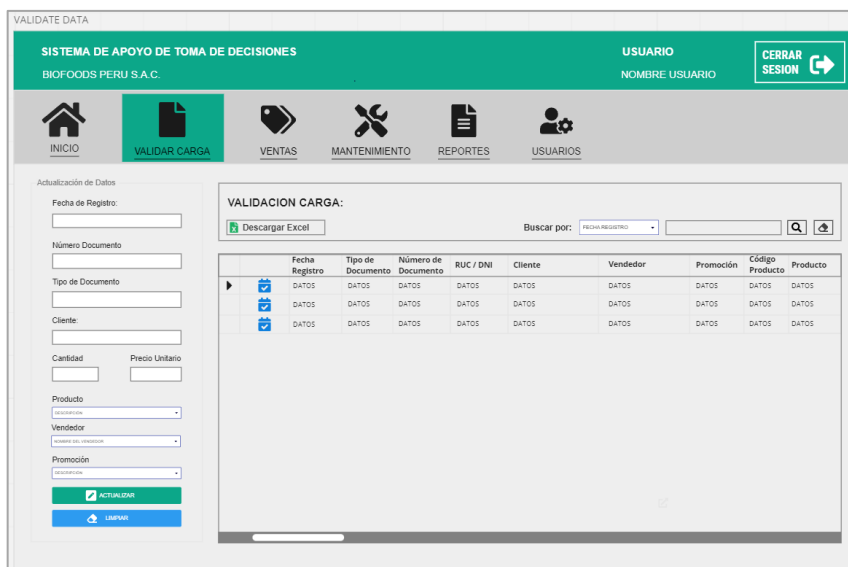 VALIDATE DATA
SISTEMA DE APOYO DE TOMA DE DECISIONES
BIOFOODS PERU S.A.C.
USUARIO
NOMBRE USUARIO
CERRAR
SESION
INICIO
VALIDAR CARGA
VENTAS
MANTENIMIENTO
REPORTES
USUARIOS
Actualización de Datos
Fecha de Registro:
Número Documento
Tipo de Documento
Cliente:
Cantidad Precio Unitario
Producto
DESCRIPCIÓN
Vendedor
NOMBRE DEL VENDEDOR
Promoción
DESCRIPCIÓN
ACTUALIZAR
LIMPIAR
VALIDACION CARGA:
Descargar Excel
Buscar por: FECHA REGISTRO
Fecha Registro Tipo de Documento Número de Documento RUC / DNI Cliente Vendedor Promoción Código Producto Producto
DATOS DATOS DATOS DATOS DATOS DATOS DATOS DATOS DATOS
DATOS DATOS DATOS DATOS DATOS DATOS DATOS DATOS DATOS
DATOS DATOS DATOS DATOS DATOS DATOS DATOS DATOS DATOS